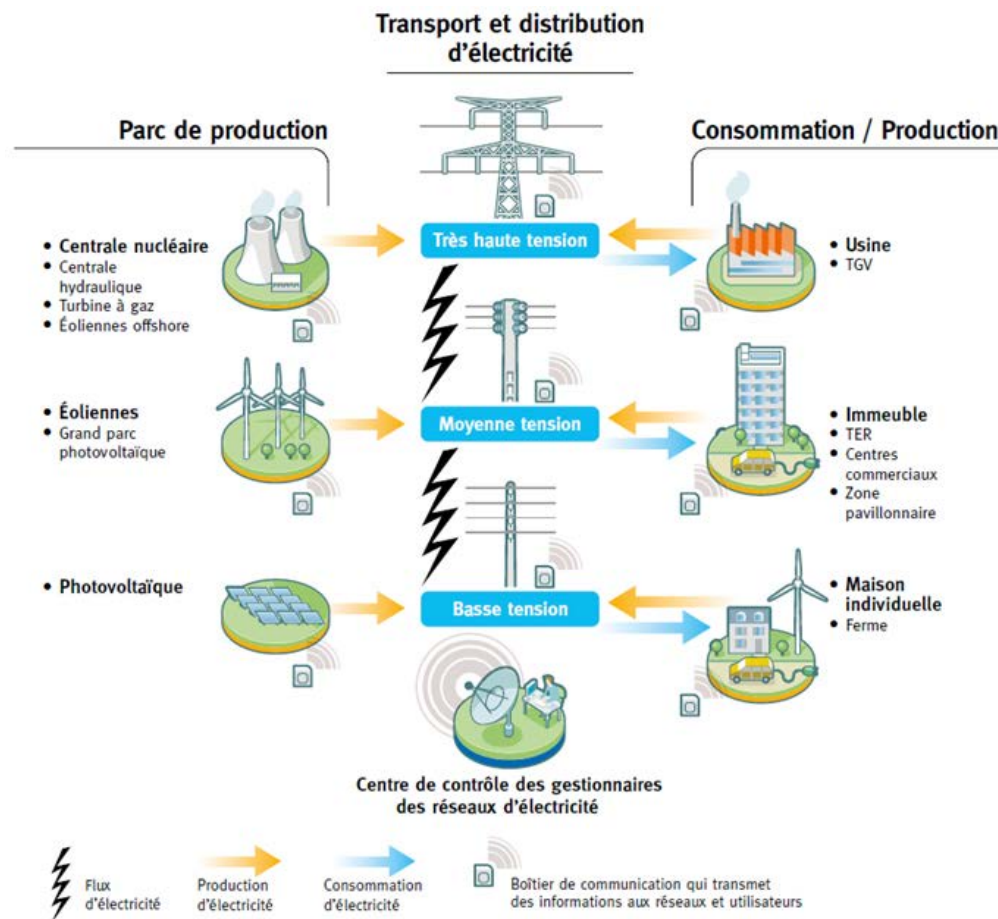 Transport et distribution
d'électricité
Parc de production
Consommation / Production
• Centrale nucléaire
• Centrale
hydraulique
• Turbine à gaz
• Éoliennes offshore
Très haute tension
• Usine
• TGV
• Éoliennes
• Grand parc
photovoltaïque
Moyenne tension
• Immeuble
• TER
• Centres
commerciaux
• Zone
pavillonnaire
• Photovoltaïque
Basse tension
• Maison
individuelle
• Ferme
Centre de contrôle des gestionnaires
des réseaux d'électricité
Flux
d'électricité
Production
d'électricité
Consommation
d'électricité
Boîtier de communication qui transmet
des informations aux réseaux et utilisateurs